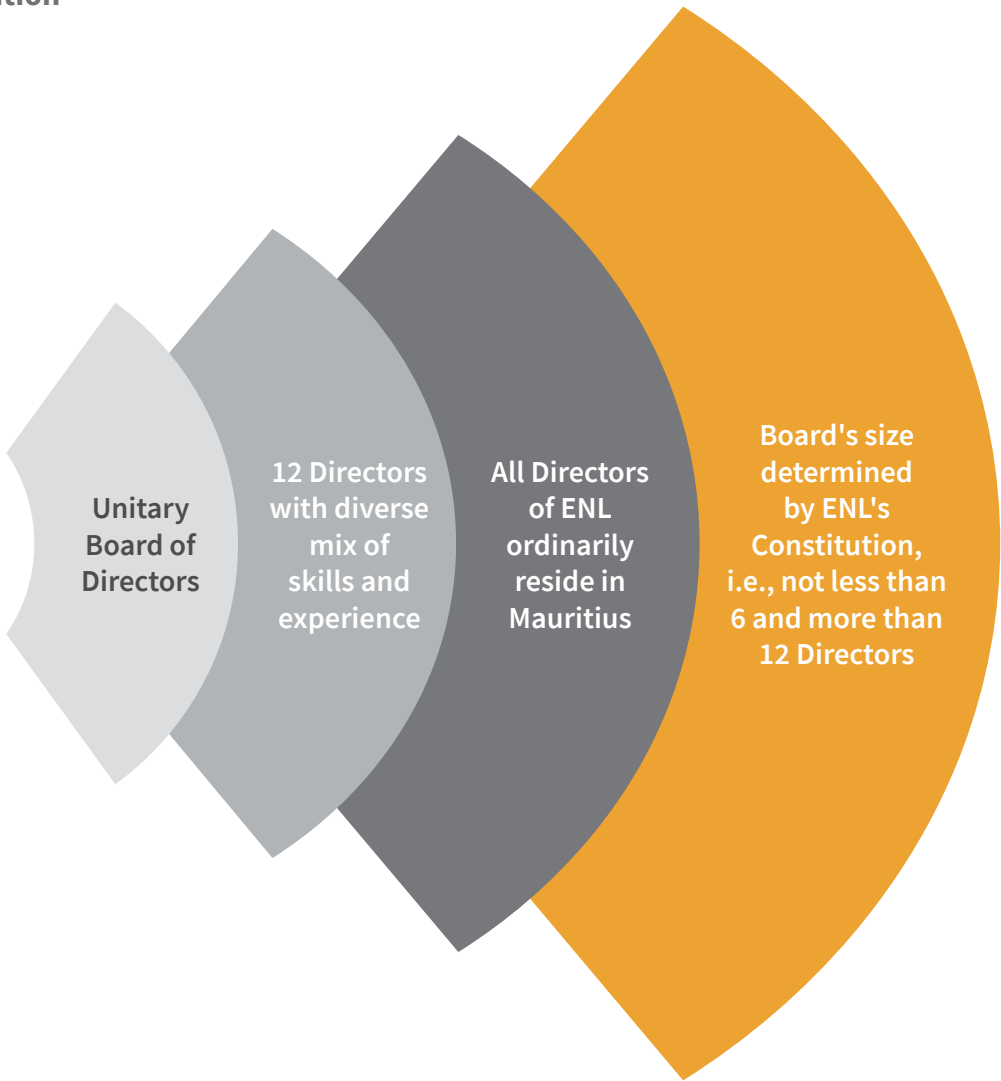 Unitary
Board of
Directors
12 Directors
with diverse
mix of
skills and
experience
All Directors
of ENL
ordinarily
reside in
Mauritius
Board's size
determined
by ENL's
Constitution,
i.e., not less than
6 and more than
12 Directors